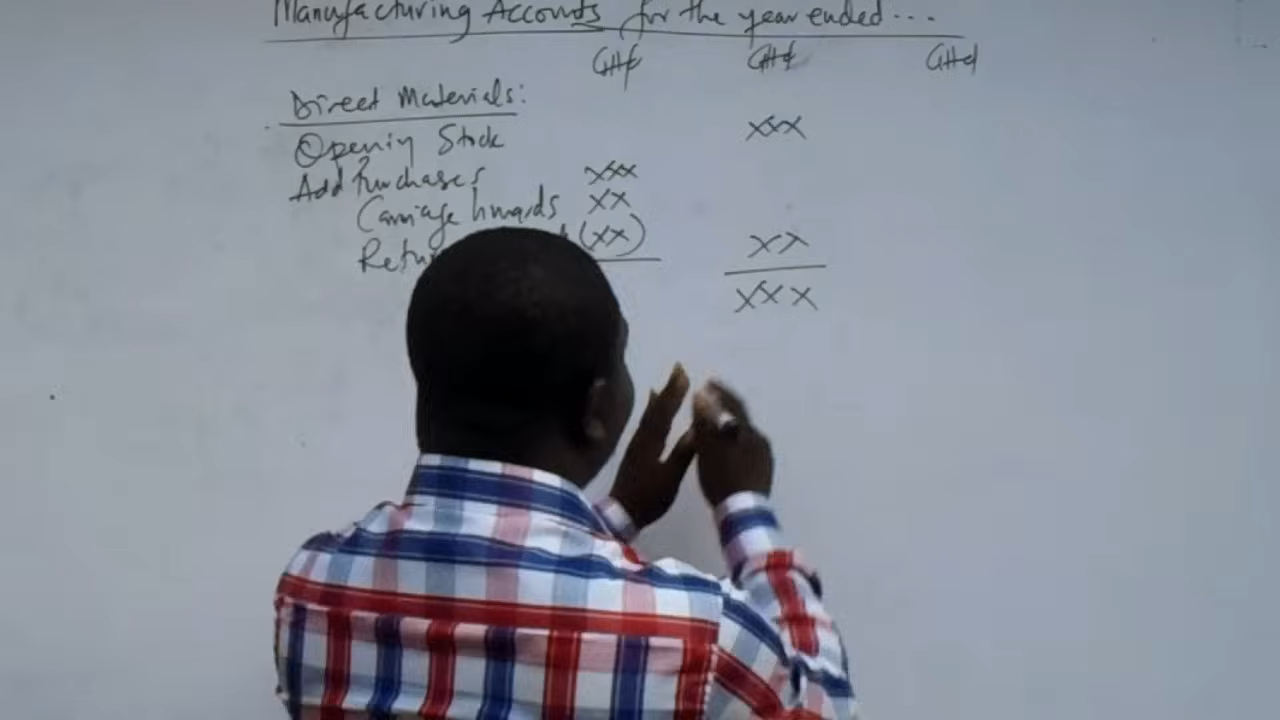 Manufacturing Accounts for the year ended...
GH¢ GH¢ GH¢
Direct Materials:
Opening Stock xxx
Add Purchases xxx
Carriage Inwards xx
(xx) xx
xxx